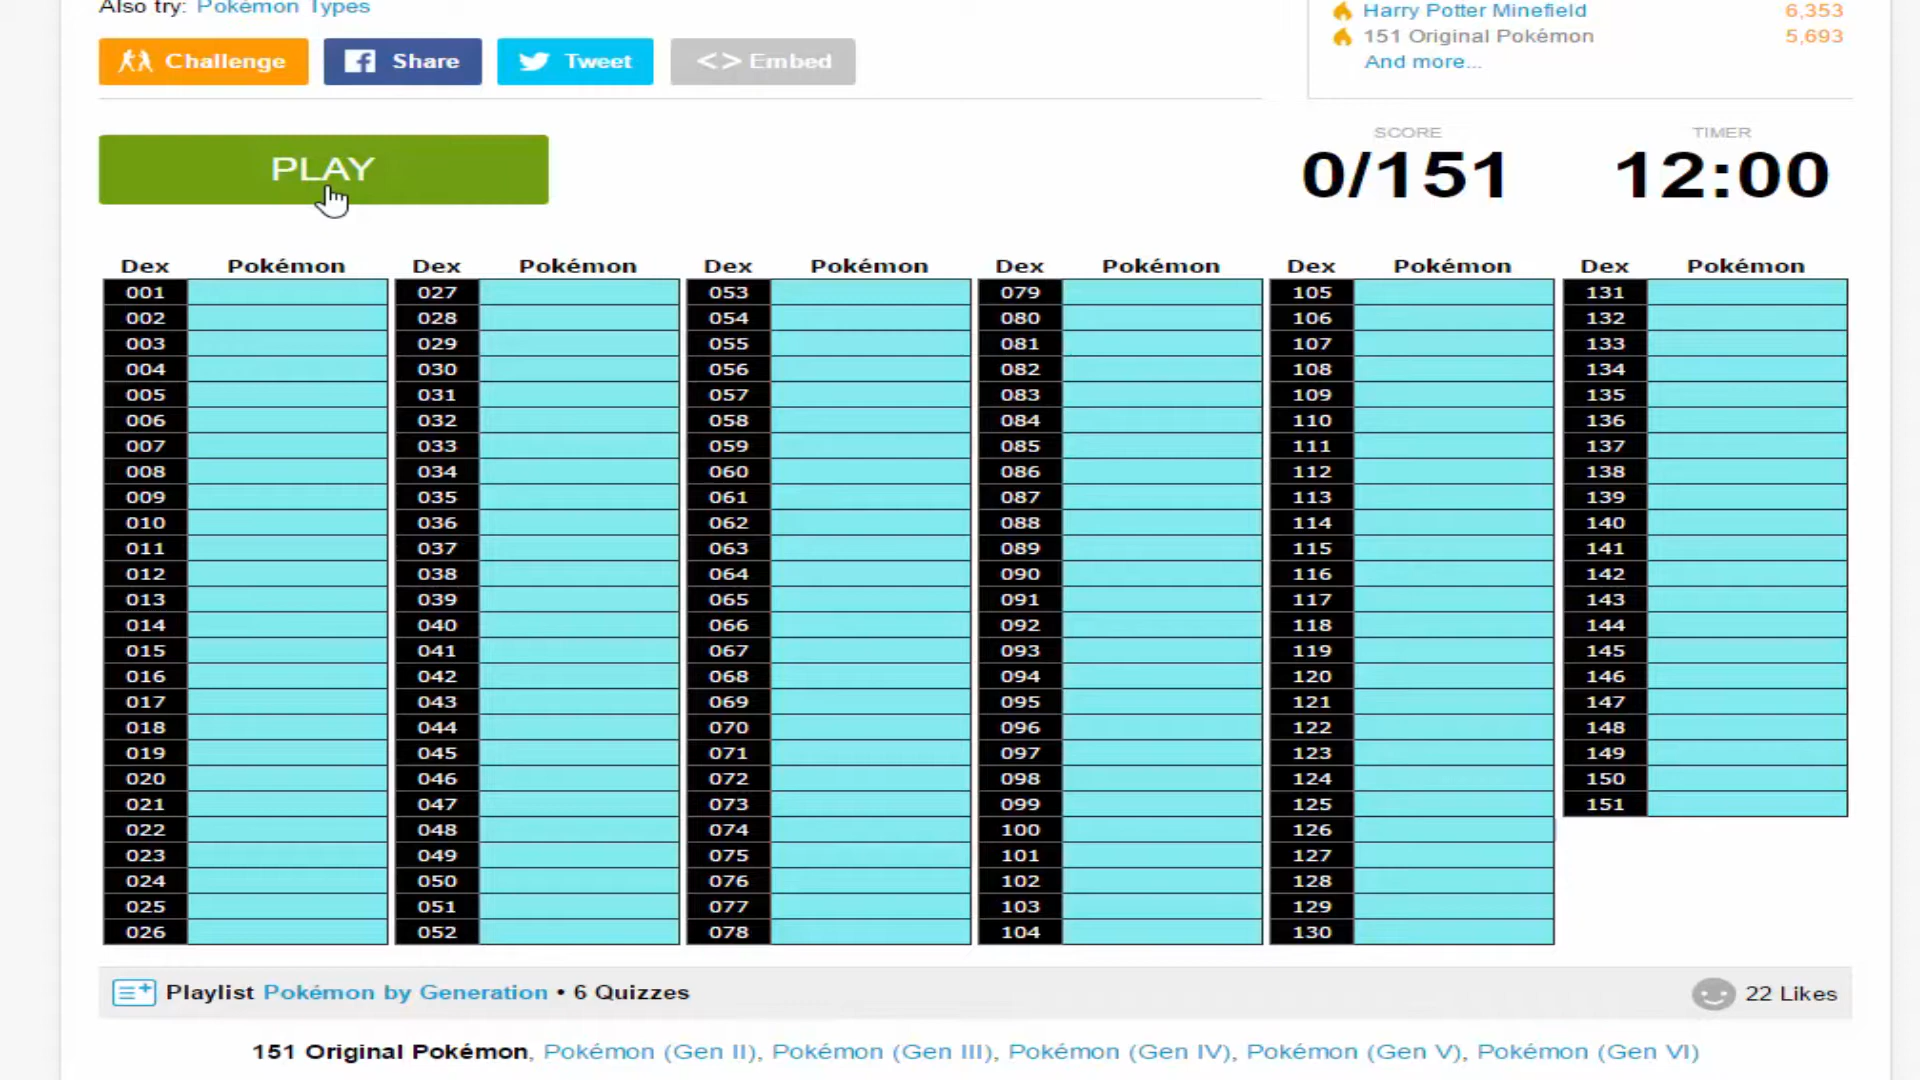 Also try: Pokémon Types
Harry Potter Minefield 6,353
151 Original Pokémon 5,693
And more...
Challenge Share Tweet <> Embed
PLAY
SCORE TIMER
0/151 12:00
Dex Pokémon Dex Pokémon Dex Pokémon Dex Pokémon Dex Pokémon Dex Pokémon
001 027 053 079 105 131
002 028 054 080 106 132
003 029 055 081 107 133
004 030 056 082 108 134
005 031 057 083 109 135
006 032 058 084 110 136
007 033 059 085 111 137
008 034 060 086 112 138
009 035 061 087 113 139
010 036 062 088 114 140
011 037 063 089 115 141
012 038 064 090 116 142
013 039 065 091 117 143
014 040 066 092 118 144
015 041 067 093 119 145
016 042 068 094 120 146
017 043 069 095 121 147
018 044 070 096 122 148
019 045 071 097 123 149
020 046 072 098 124 150
021 047 073 099 125 151
022 048 074 100 126
023 049 075 101 127
024 050 076 102 128
025 051 077 103 129
026 052 078 104 130
Playlist Pokémon by Generation • 6 Quizzes 22 Likes
151 Original Pokémon, Pokémon (Gen II), Pokémon (Gen III), Pokémon (Gen IV), Pokémon (Gen V), Pokémon (Gen VI)